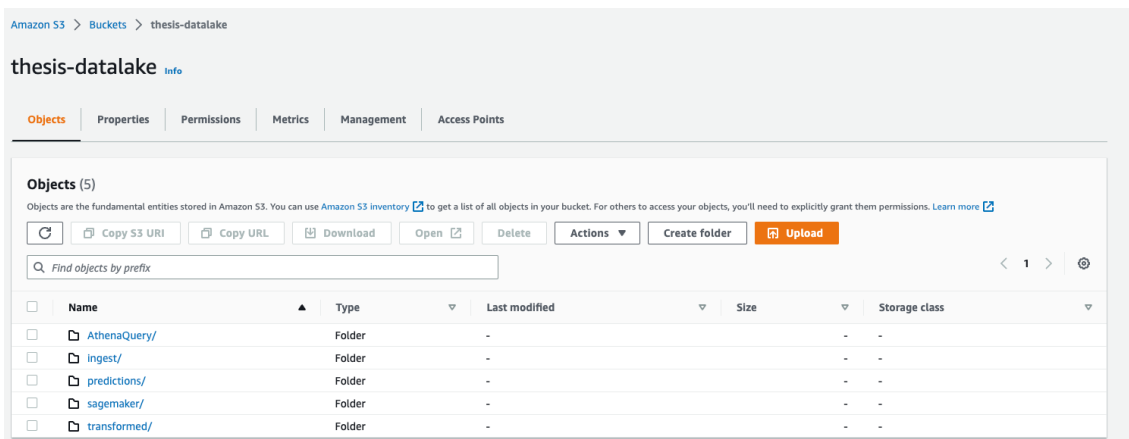 Amazon S3 > Buckets > thesis-datalake
thesis-datalake Info
Objects Properties Permissions Metrics Management Access Points
Objects (5)
Objects are the fundamental entities stored in Amazon S3. You can use Amazon S3 inventory to get a list of all objects in your bucket. For others to access your objects, you'll need to explicitly grant them permissions. Learn more
Copy S3 URI Copy URL Download Open Delete Actions Create folder Upload
Find objects by prefix < 1 >
Name Type Last modified Size Storage class
AthenaQuery/ Folder - - -
ingest/ Folder - - -
predictions/ Folder - - -
sagemaker/ Folder - - -
transformed/ Folder - - -